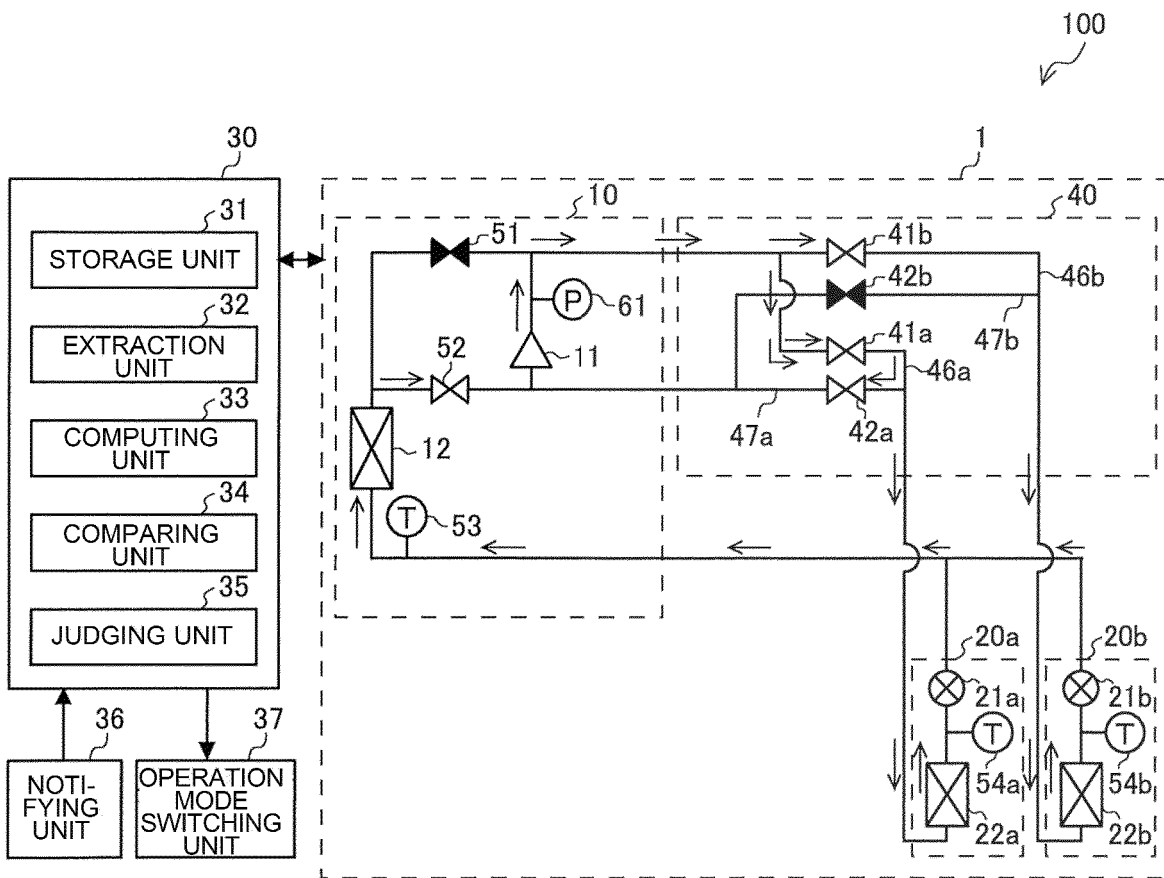 100
30
1
31
STORAGE UNIT
10
40
51
41b
32
EXTRACTION
UNIT
P
61
42b
46b
47b
52
11
41a
46a
33
COMPUTING
UNIT
12
47a
42a
34
COMPARING
UNIT
T
53
35
JUDGING UNIT
20a
20b
21a
21b
36
NOTI-
FYING
UNIT
37
OPERATION
MODE
SWITCHING
UNIT
T
54a
T
54b
22a
22b